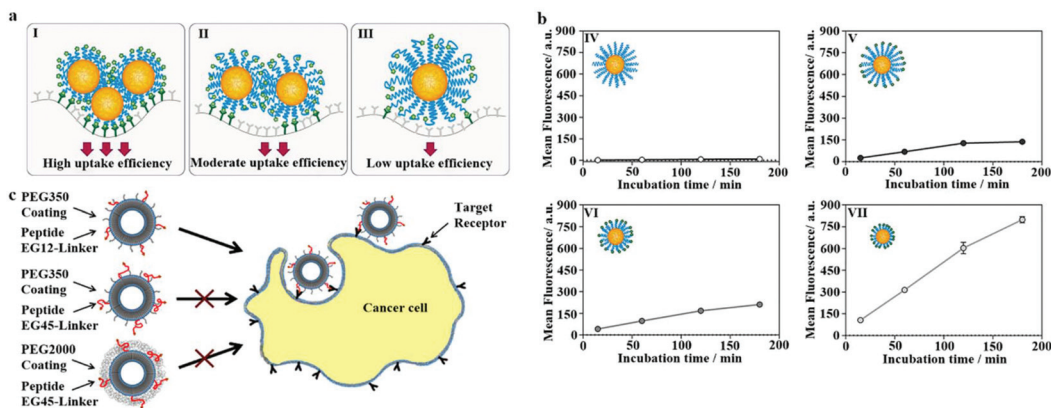 a
I
II
III
High uptake efficiency
Moderate uptake efficiency
Low uptake efficiency
c
PEG350
Coating
Peptide
EG12-Linker
PEG350
Coating
Peptide
EG45-Linker
PEG2000
Coating
Peptide
EG45-Linker
Target
Receptor
Cancer cell
b
IV
Mean Fluorescence/ a.u.
900
750
600
450
300
150
0
0 50 100 150 200
Incubation time / min
V
Mean Fluorescence/ a.u.
900
750
600
450
300
150
0
0 50 100 150 200
Incubation time / min
VI
Mean Fluorescence/ a.u.
900
750
600
450
300
150
0
0 50 100 150 200
Incubation time / min
VII
Mean Fluorescence/ a.u.
900
750
600
450
300
150
0
0 50 100 150 200
Incubation time / min